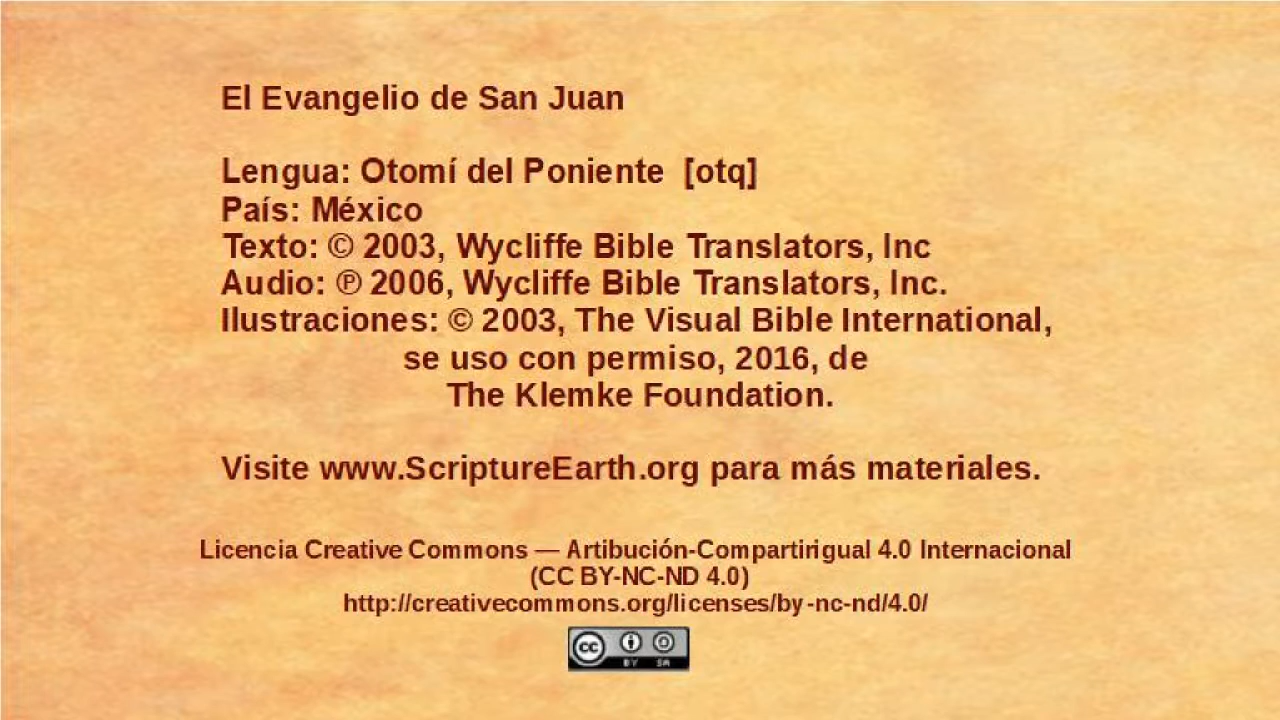 El Evangelio de San Juan
Lengua: Otomí del Poniente [otq]
País: México
Texto: © 2003, Wycliffe Bible Translators, Inc
Audio: ℗ 2006, Wycliffe Bible Translators, Inc.
Ilustraciones: © 2003, The Visual Bible International,
se uso con permiso, 2016, de
The Klemke Foundation.
Visite www.ScriptureEarth.org para más materiales.
Licencia Creative Commons — Artibución-Compartirigual 4.0 Internacional
(CC BY-NC-ND 4.0)
http://creativecommons.org/licenses/by-nc-nd/4.0/
cc
BY SA